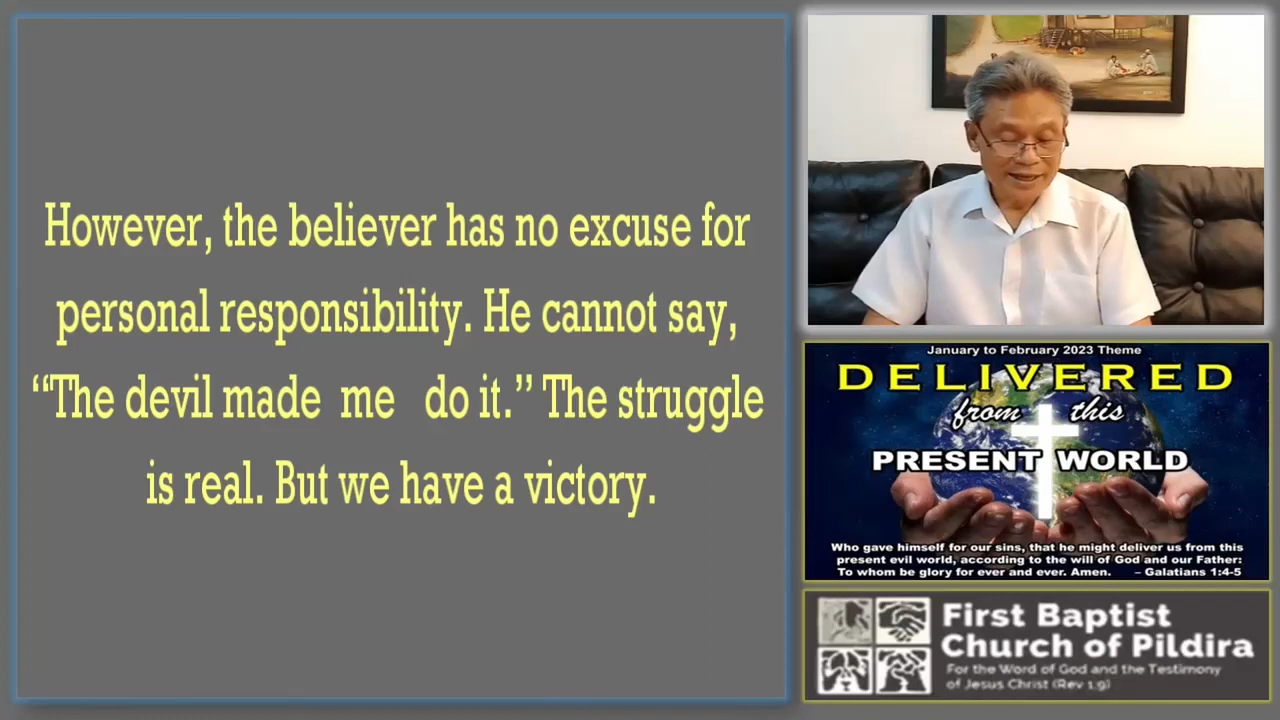 However, the believer has no excuse for
personal responsibility. He cannot say,
“The devil made me do it.” The struggle
is real. But we have a victory.
January to February 2023 Theme
DELIVERED
from this
PRESENT WORLD
Who gave himself for our sins, that he might deliver us from this
present evil world, according to the will of God and our Father:
To whom be glory for ever and ever. Amen. – Galatians 1:4-5
First Baptist
Church of Pildira
For the Word of God and the Testimony
of Jesus Christ (Rev 1:9)